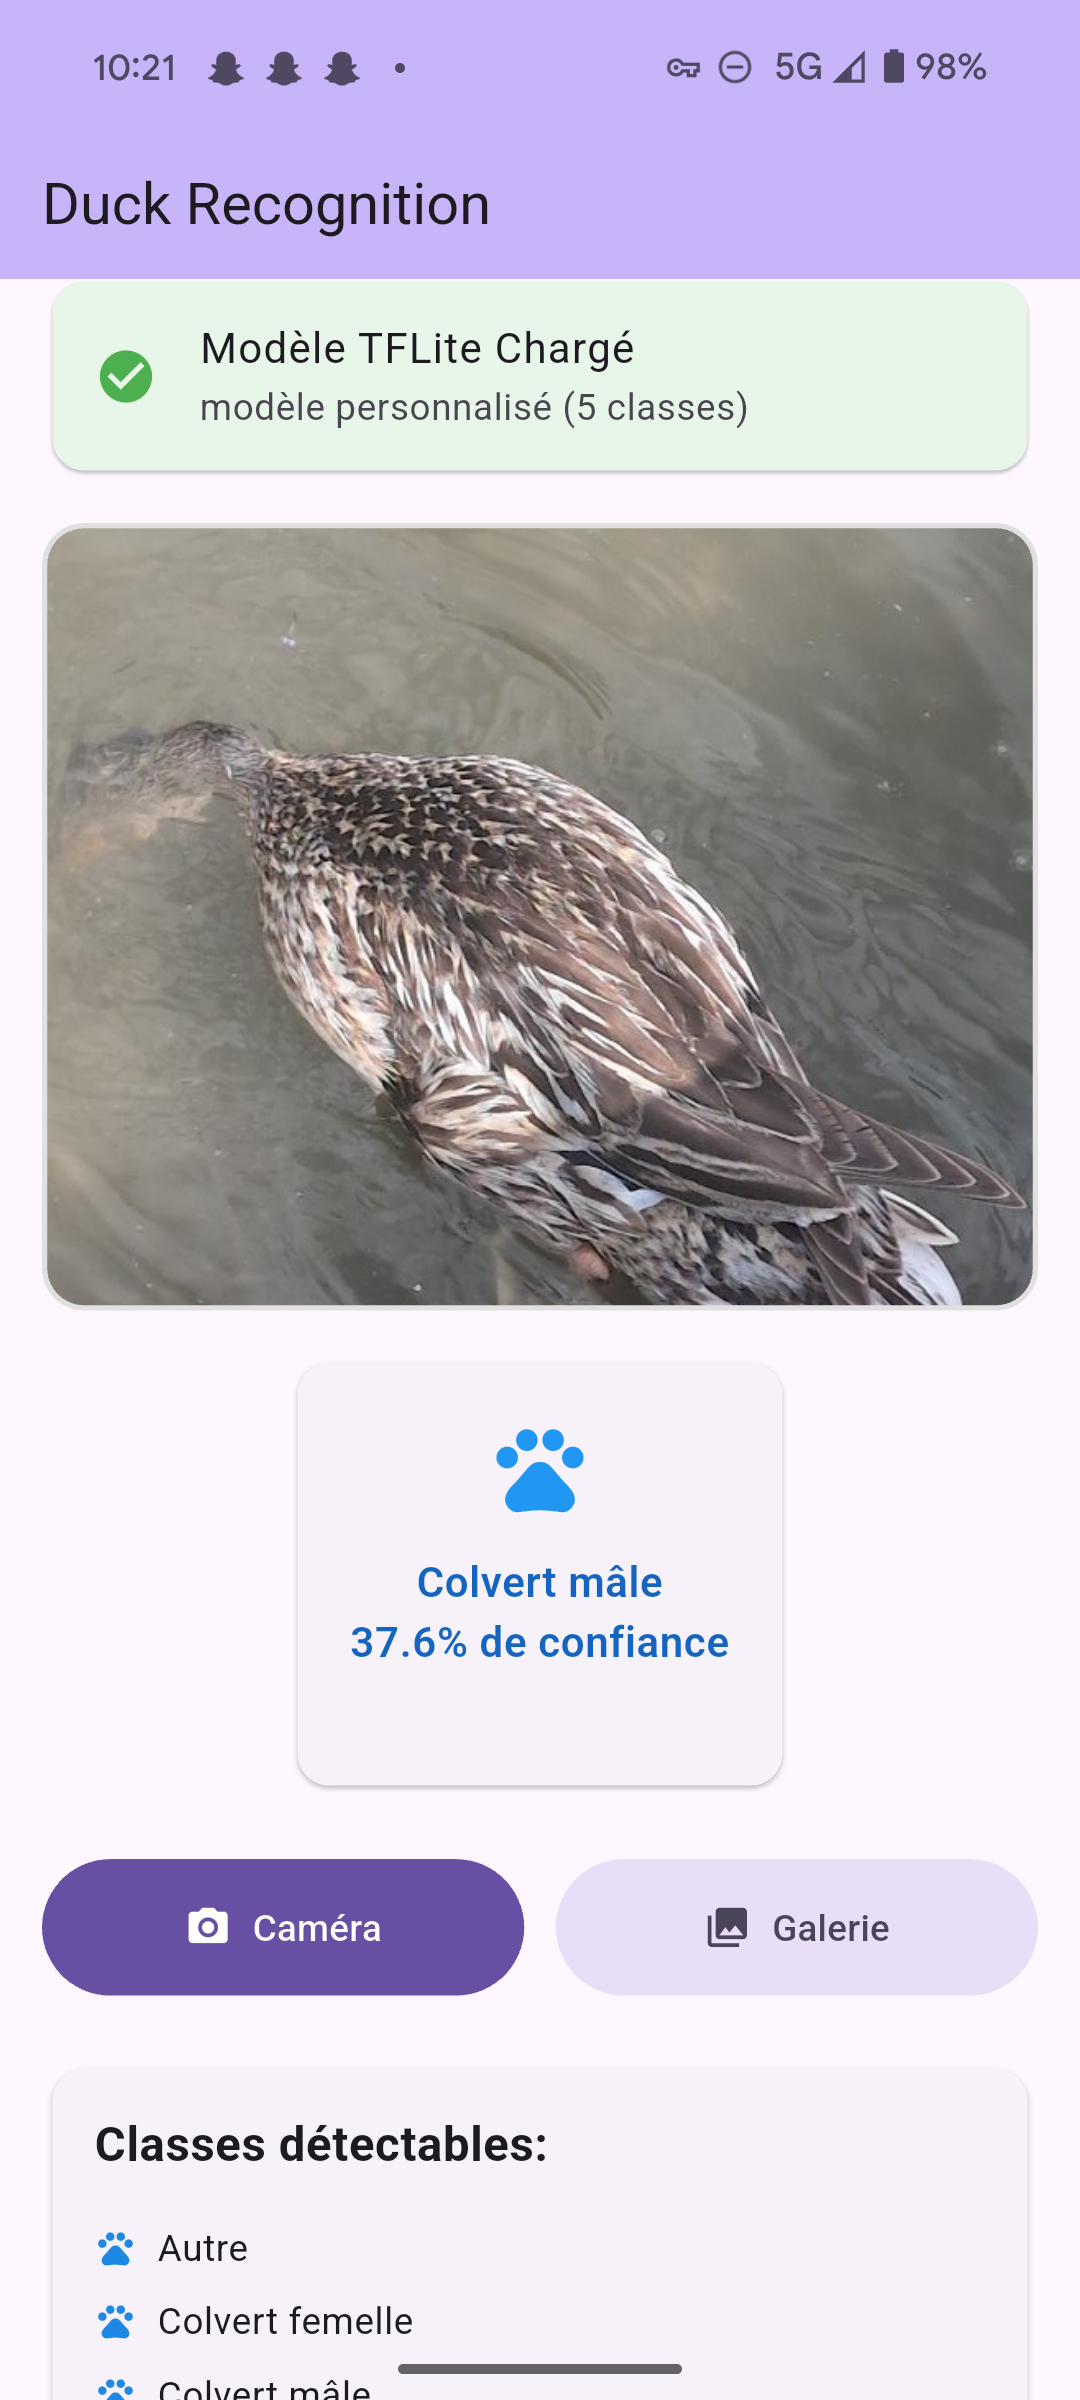 10:21 5G 98%
Duck Recognition
Modèle TFLite Chargé
modèle personnalisé (5 classes)
Colvert mâle
37.6% de confiance
Caméra
Galerie
Classes détectables:
Autre
Colvert femelle
Colvert mâle